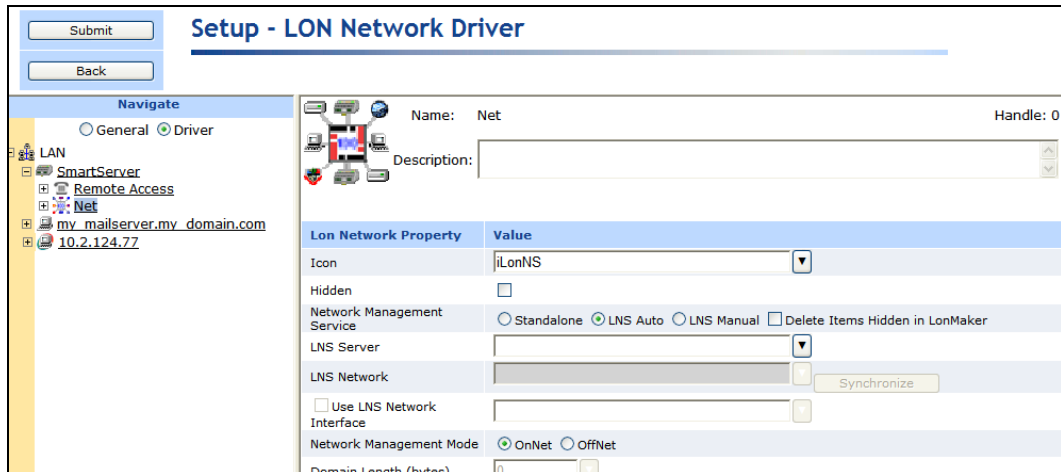 Submit
Setup - LON Network Driver
Back
Navigate
General Driver
LAN
SmartServer
Remote Access
Net
my_mailserver.my_domain.com
10.2.124.77
Name: Net Handle: 0
Description:
Lon Network Property Value
Icon iLonNS
Hidden
Network Management
Service
Standalone LNS Auto LNS Manual Delete Items Hidden in LonMaker
LNS Server
LNS Network Synchronize
Use LNS Network
Interface
Network Management Mode OnNet OffNet
Domain Length (bytes) 0